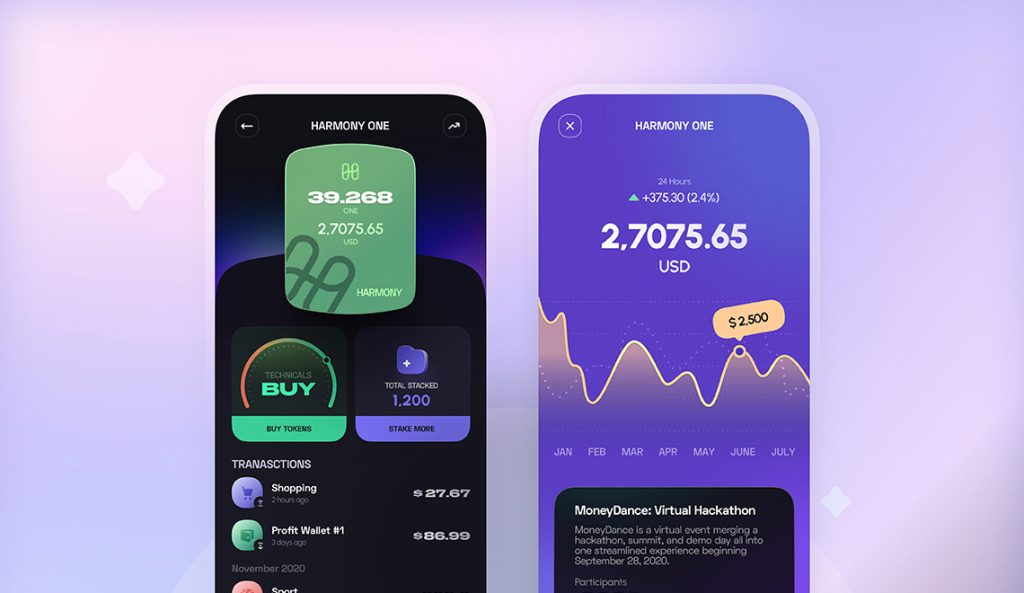 HARMONY ONE
39.268
ONE
2,7075.65
USD
HARMONY
TECHNICALS
BUY
BUY TOKENS
TOTAL STACKED
1,200
STAKE MORE
TRANASCTIONS
Shopping
2 hours ago
$ 27.67
Profit Wallet #1
3 days ago
$86.99
November 2020
Sport
HARMONY ONE
24 Hours
+375.30 (2.4%)
2,7075.65
USD
$ 2,500
JAN FEB MAR APR MAY JUNE JULY
MoneyDance: Virtual Hackathon
MoneyDance is a virtual event merging a
hackathon, summit, and demo day all into
one streamlined experience beginning
September 28, 2020.
Participants